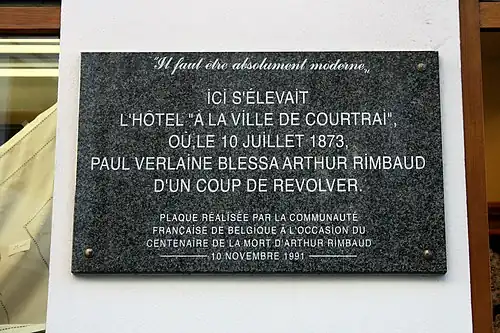 "Il faut être absolument moderne"
ICI S'ÉLEVAIT
L'HÔTEL "A LA VILLE DE COURTRAI",
OÙ, LE 10 JUILLET 1873,
PAUL VERLAINE BLESSA ARTHUR RIMBAUD
D'UN COUP DE REVOLVER.
PLAQUE RÉALISÉE PAR LA COMMUNAUTÉ
FRANÇAISE DE BELGIQUE À L'OCCASION DU
CENTENAIRE DE LA MORT D'ARTHUR RIMBAUD
10 NOVEMBRE 1991